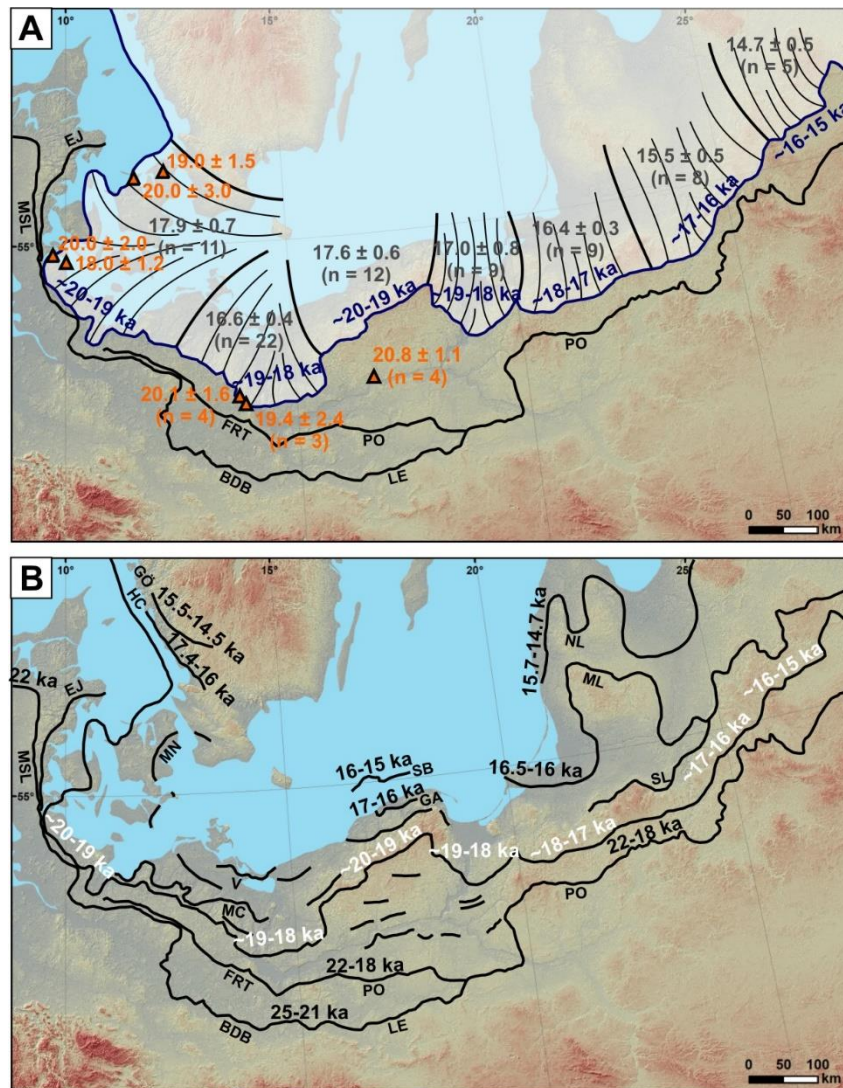 A
10°
15°
20°
25°
14.7 ± 0.5
(n = 5)
~16-15 ka
EJ
19.0 ± 1.5
20.0 ± 3.0
15.5 ± 0.5
(n = 8)
MSL
~17-16 ka
55°
20.0 ± 2.0
18.0 ± 1.2
17.9 ± 0.7
(n = 11)
17.6 ± 0.6
(n = 12)
17.0 ± 0.8
(n = 9)
16.4 ± 0.3
(n = 9)
55°
~20-19 ka
~20-19 ka
~19-18 ka
~18-17 ka
16.6 ± 0.4
(n = 22)
~19-18 ka
20.8 ± 1.1
(n = 4)
PO
20.1 ± 1.6
(n = 4)
19.4 ± 2.4
(n = 3)
FRT
PO
BDB
LE
0 50 100
km
B
10°
15°
20°
25°
GÖ
HC
15.5-14.5 ka
17.4-16 ka
22 ka
EJ
MSL
MN
15.7-14.7 ka
NL
ML
~16-15 ka
16-15 ka
SB
16.5-16 ka
17-16 ka
GA
SL
~17-16 ka
55°
55°
~20-19 ka
~20-19 ka
~19-18 ka
~18-17 ka
22-18 ka
V
MC
~19-18 ka
PO
FRT
22-18 ka
PO
25-21 ka
BDB
LE
0 50 100
km